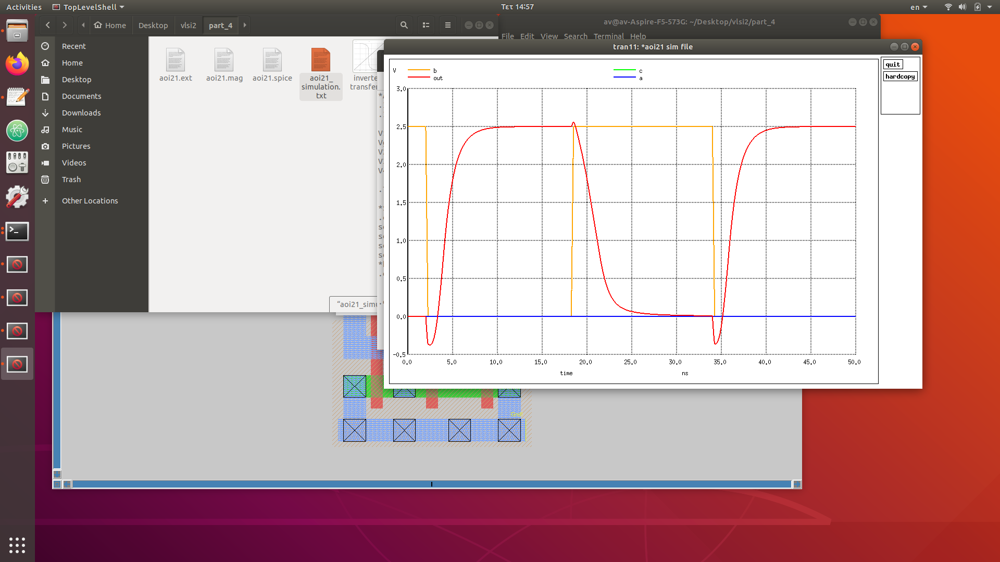 Activities
TopLevelShell
Τετ 14:57
en
Home
Desktop
vlsi2
part_4
av@av-Aspire-F5-573G: ~/Desktop/vlsi2/part_4
File Edit View Search Terminal Help
Recent
Home
Desktop
Documents
Downloads
Music
Pictures
Videos
Trash
Other Locations
aoi21.ext
aoi21.mag
aoi21.spice
aoi21_
simulation.
txt
"aoi21_simu
tran11: *aoi21 sim file
quit
hardcopy
V
b
out
c
a
3.0
2.5
2.0
1.5
1.0
0.5
0.0
-0.5
0.0 5.0 10.0 15.0 20.0 25.0 30.0 35.0 40.0 45.0 50.0
time
ns